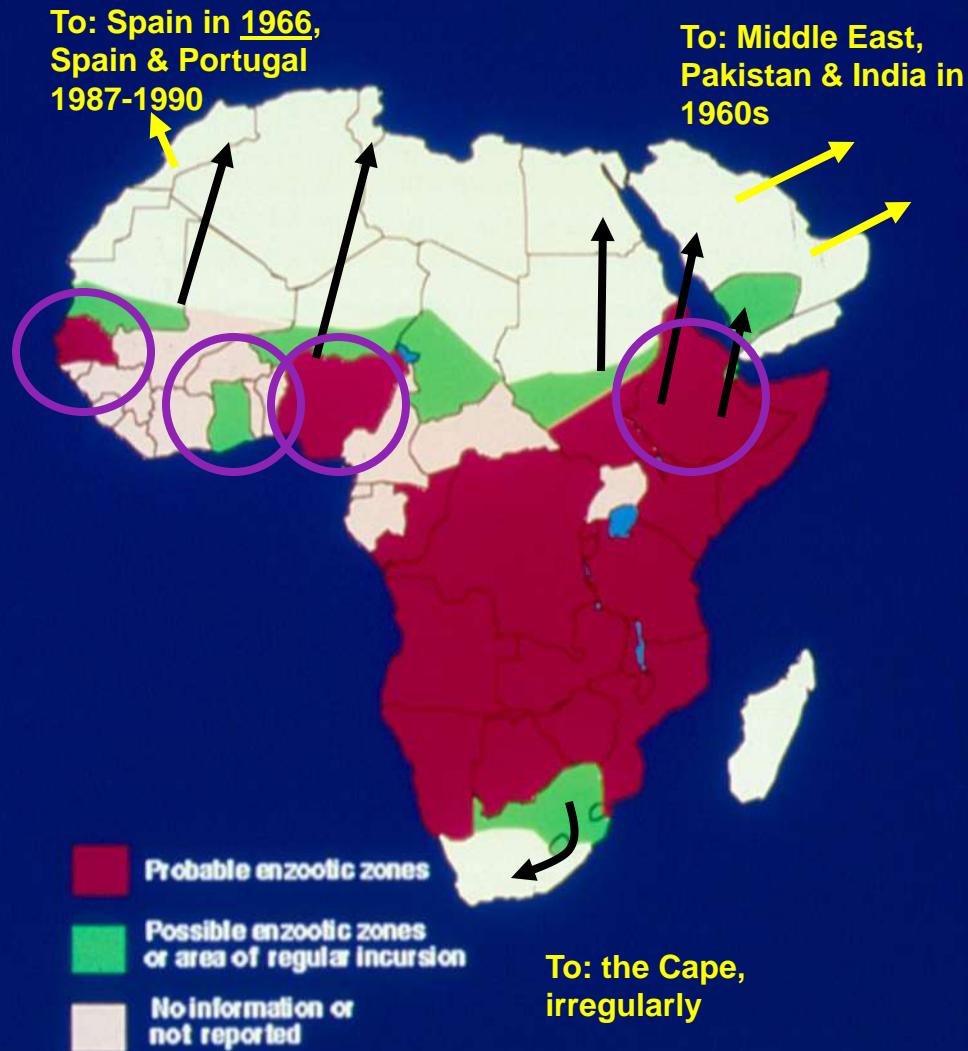 To: Spain in 1966,
Spain & Portugal
1987-1990
To: Middle East,
Pakistan & India in
1960s
Probable enzootic zones
Possible enzootic zones
or area of regular incursion
No information or
not reported
To: the Cape,
irregularly